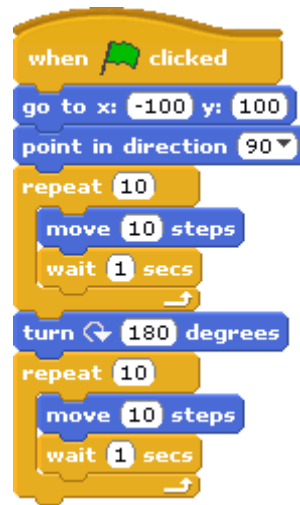 when clicked
go to x: -100 y: 100
point in direction 90
repeat 10
move 10 steps
wait 1 secs
turn 180 degrees
repeat 10
move 10 steps
wait 1 secs